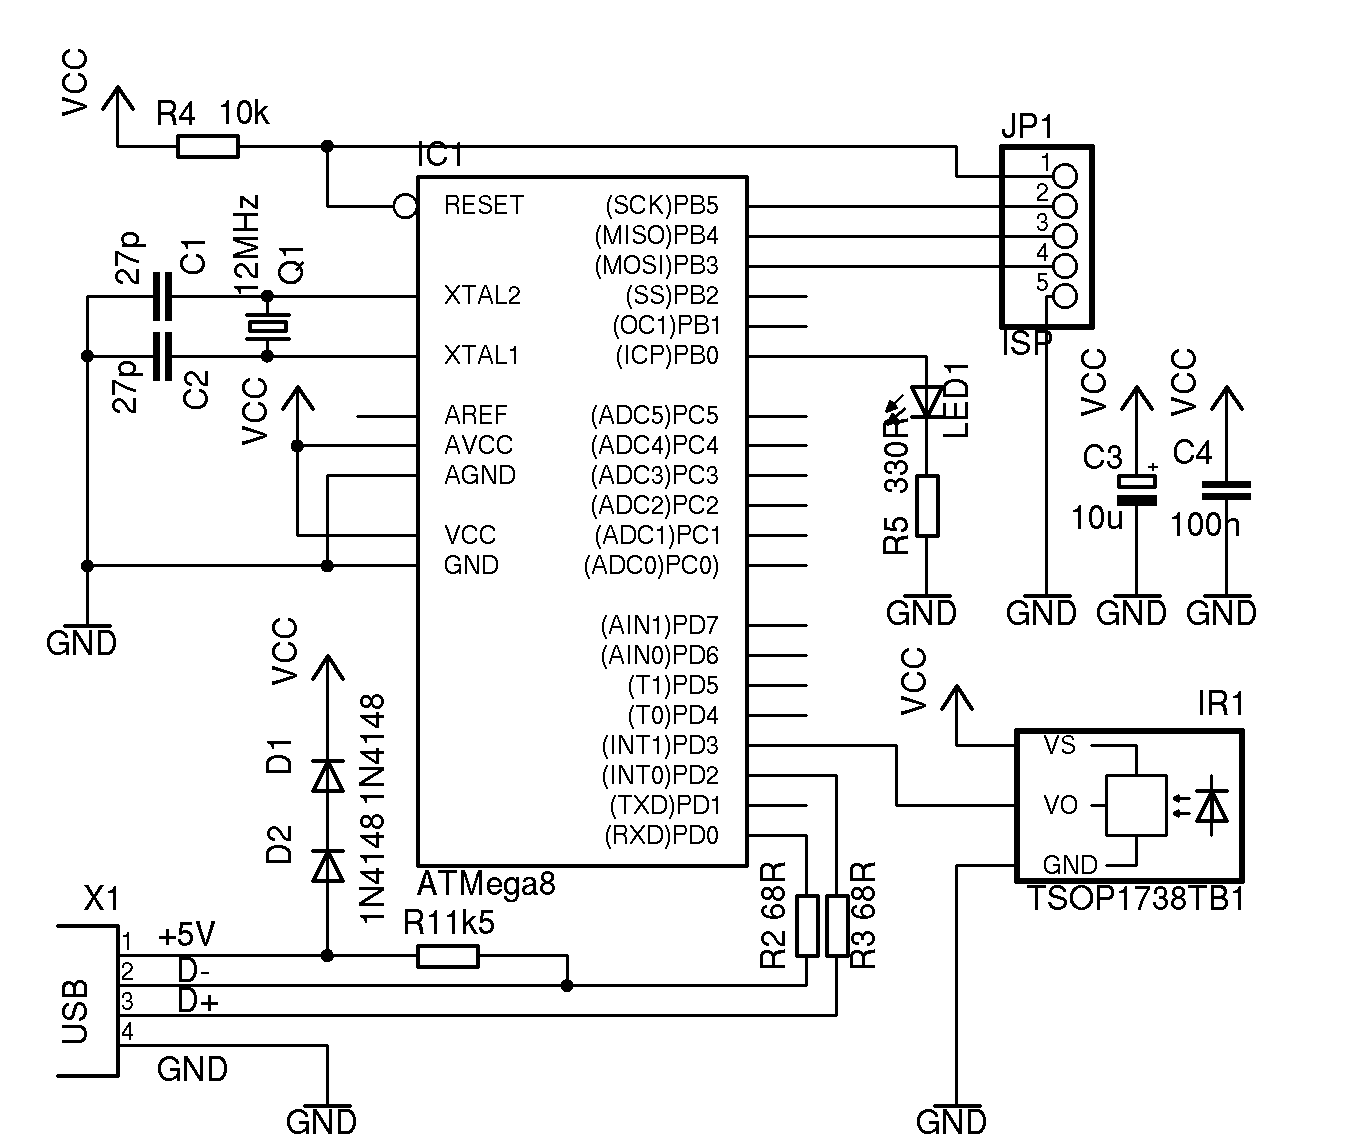 VCC
R4 10k
IC1
JP1
1
2
3
4
5
ISP
RESET
XTAL2
XTAL1
AREF
AVCC
AGND
VCC
GND
(SCK)PB5
(MISO)PB4
(MOSI)PB3
(SS)PB2
(OC1)PB1
(ICP)PB0
(ADC5)PC5
(ADC4)PC4
(ADC3)PC3
(ADC2)PC2
(ADC1)PC1
(ADC0)PC0)
(AIN1)PD7
(AIN0)PD6
(T1)PD5
(T0)PD4
(INT1)PD3
(INT0)PD2
(TXD)PD1
(RXD)PD0
ATMega8
27p
C1
12MHz
Q1
27p
C2
VCC
GND
LED1
R5 330R
GND
GND
VCC
C3
+
10u
GND
VCC
C4
100n
GND
VCC
D1
1N4148
D2
1N4148
VCC
IR1
VS
VO
GND
TSOP1738TB1
GND
X1
USB
1
+5V
2
D-
3
D+
4
GND
GND
R11k5
R2 68R
R3 68R